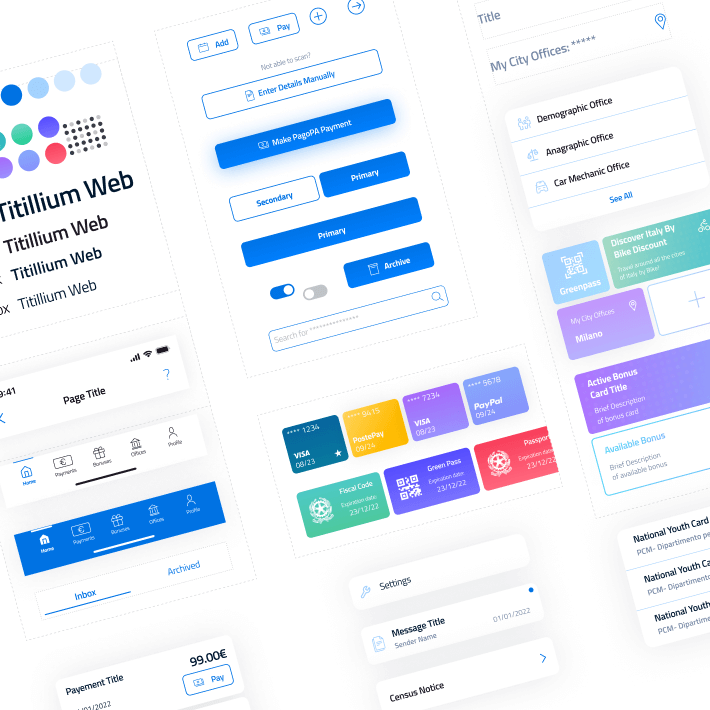 Titillium Web
Titillium Web
Titillium Web
Titillium Web
9:41
Page Title
?
Home
Payments
Bonuses
Offices
Profile
Home
Payments
Bonuses
Offices
Profile
Inbox
Archived
Payement Title
99.00€
Pay
/01/2022
Add
Pay
Not able to scan?
Enter Details Manually
Make PagoPA Payment
Secondary
Primary
Primary
Archive
Search for ***************
**** 1234
VISA
08/23
**** 9415
PostePay
09/24
**** 7234
VISA
08/23
**** 9678
PayPal
09/24
Fiscal Code
Expiration date:
23/12/22
Green Pass
Expiration date:
23/12/22
Passpor
Expiration date:
23/12/22
Settings
Message Title
Sender Name
01/01/2022
Census Notice
Title
My City Offices: *****
Demographic Office
Anagraphic Office
Car Mechanic Office
See All
Greenpass
Discover Italy By
Bike Discount
Travel around all the cities
of Italy by Bike!
My City Offices
Milano
Active Bonus
Card Title
Brief Description
of bonus card
Available Bonus
Brief Description
of available bonus
National Youth Card
PCM- Dipartimento pe
National Youth Ca
PCM- Dipartimento
National Youth
PCM- Dipartime